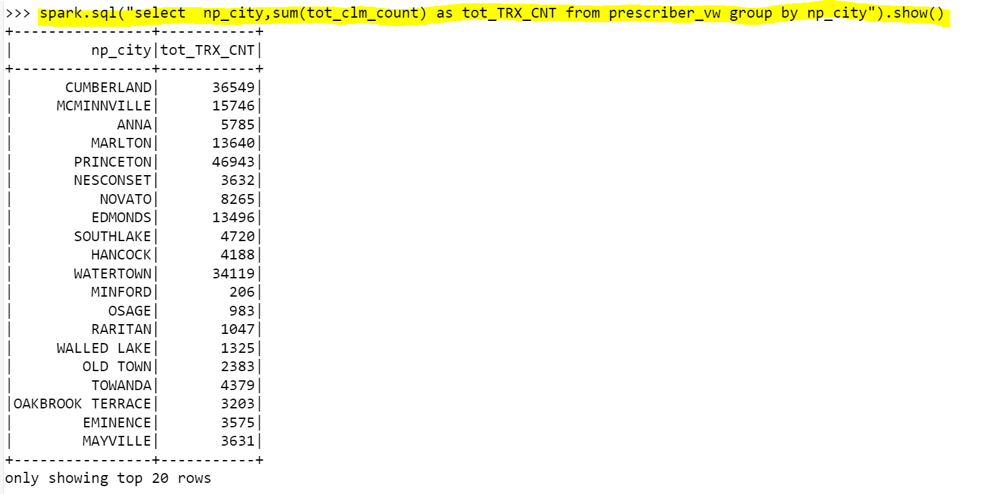 >>> spark.sql("select  np_city,sum(tot_clm_count) as tot_TRX_CNT from prescriber_vw group by np_city").show()
+----------------+-----------+
|         np_city|tot_TRX_CNT|
+----------------+-----------+
|      CUMBERLAND|      36549|
|     MCMINNVILLE|      15746|
|            ANNA|       5785|
|         MARLTON|      13640|
|       PRINCETON|      46943|
|       NESCONSET|       3632|
|          NOVATO|       8265|
|         EDMONDS|      13496|
|       SOUTHLAKE|       4720|
|         HANCOCK|       4188|
|       WATERTOWN|      34119|
|         MINFORD|        206|
|           OSAGE|        983|
|         RARITAN|       1047|
|     WALLED LAKE|       1325|
|        OLD TOWN|       2383|
|         TOWANDA|       4379|
|OAKBROOK TERRACE|       3203|
|        EMINENCE|       3575|
|        MAYVILLE|       3631|
+----------------+-----------+
only showing top 20 rows